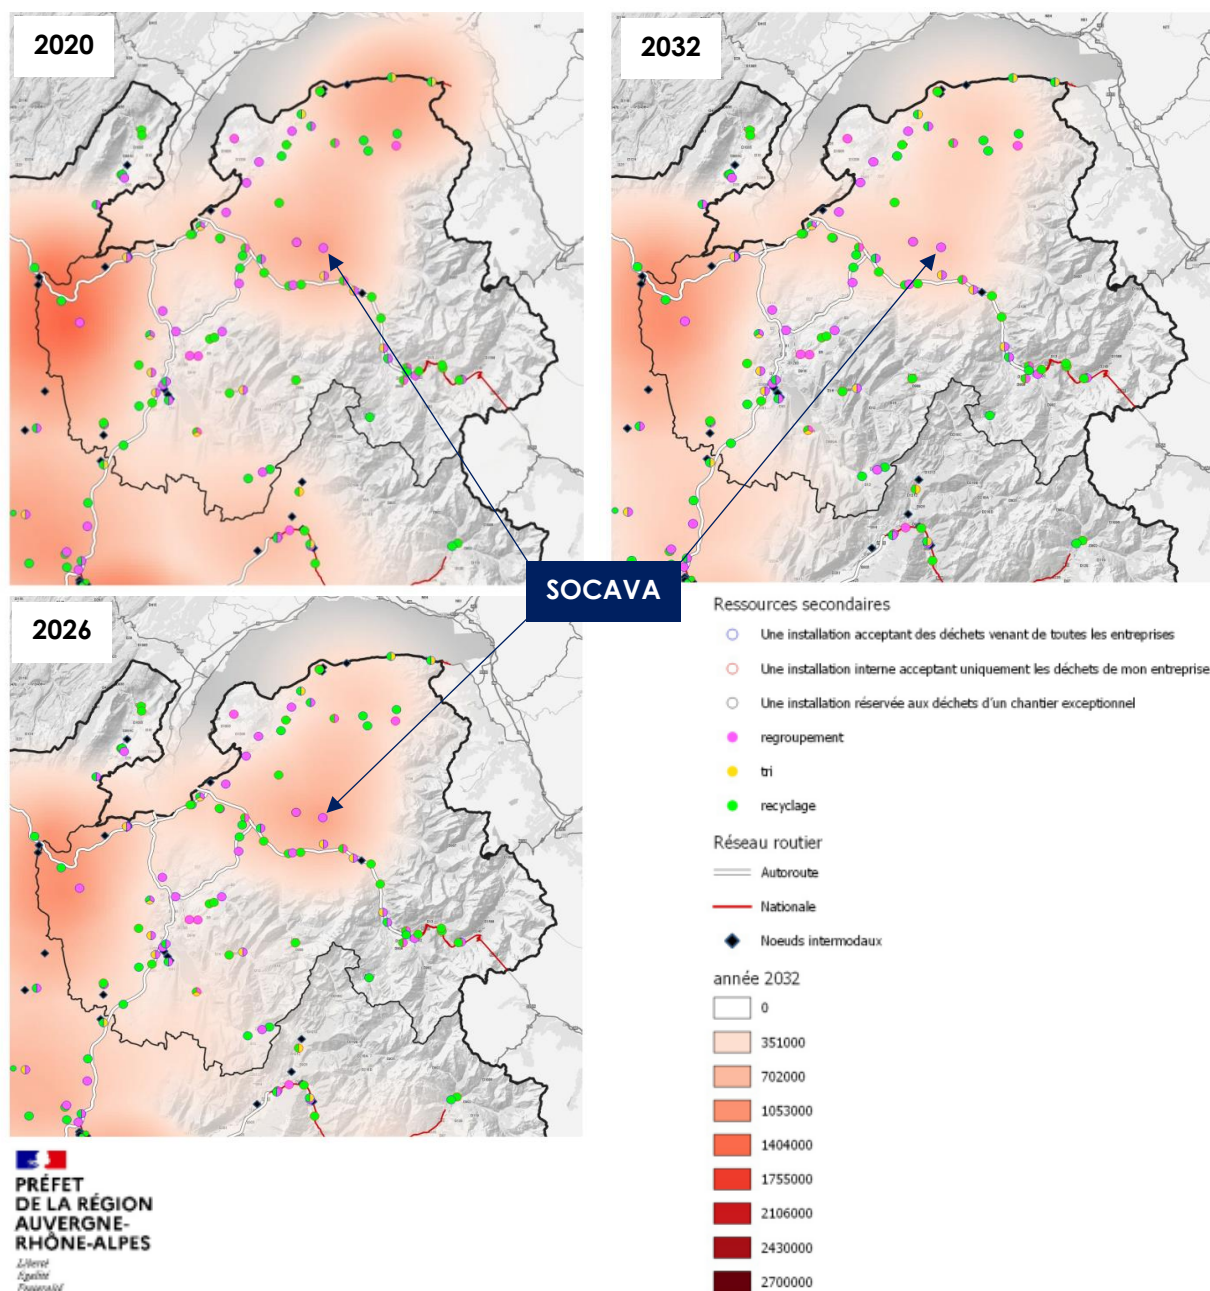 2020
2032
SOCAVA
2026
Ressources secondaires
Une installation acceptant des déchets venant de toutes les entreprises
Une installation interne acceptant uniquement les déchets de mon entreprise
Une installation réservée aux déchets d'un chantier exceptionnel
regroupement
tri
recyclage
Réseau routier
Autoroute
Nationale
Noeuds intermodaux
année 2032
0
351000
702000
1053000
1404000
1755000
2106000
2430000
2700000
PRÉFET
DE LA RÉGION
AUVERGNE-
RHÔNE-ALPES
Liberté
Égalité
Fraternité